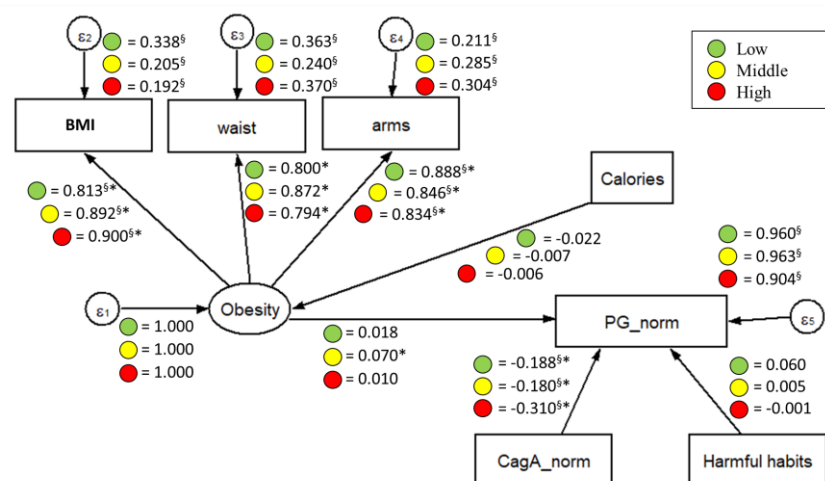 ε2
= 0.338§
= 0.205§
= 0.192§
ε3
= 0.363§
= 0.240§
= 0.370§
ε4
= 0.211§
= 0.285§
= 0.304§
Low
Middle
High
BMI
waist
arms
Calories
= 0.813§*
= 0.892§*
= 0.900§*
= 0.800*
= 0.872*
= 0.794*
= 0.888§*
= 0.846§*
= 0.834§*
= -0.022
= -0.007
= -0.006
= 0.960§
= 0.963§
= 0.904§
ε1
Obesity
PG_norm
ε5
= 1.000
= 1.000
= 1.000
= 0.018
= 0.070*
= 0.010
= -0.188§*
= -0.180§*
= -0.310§*
= 0.060
= 0.005
= -0.001
CagA_norm
Harmful habits